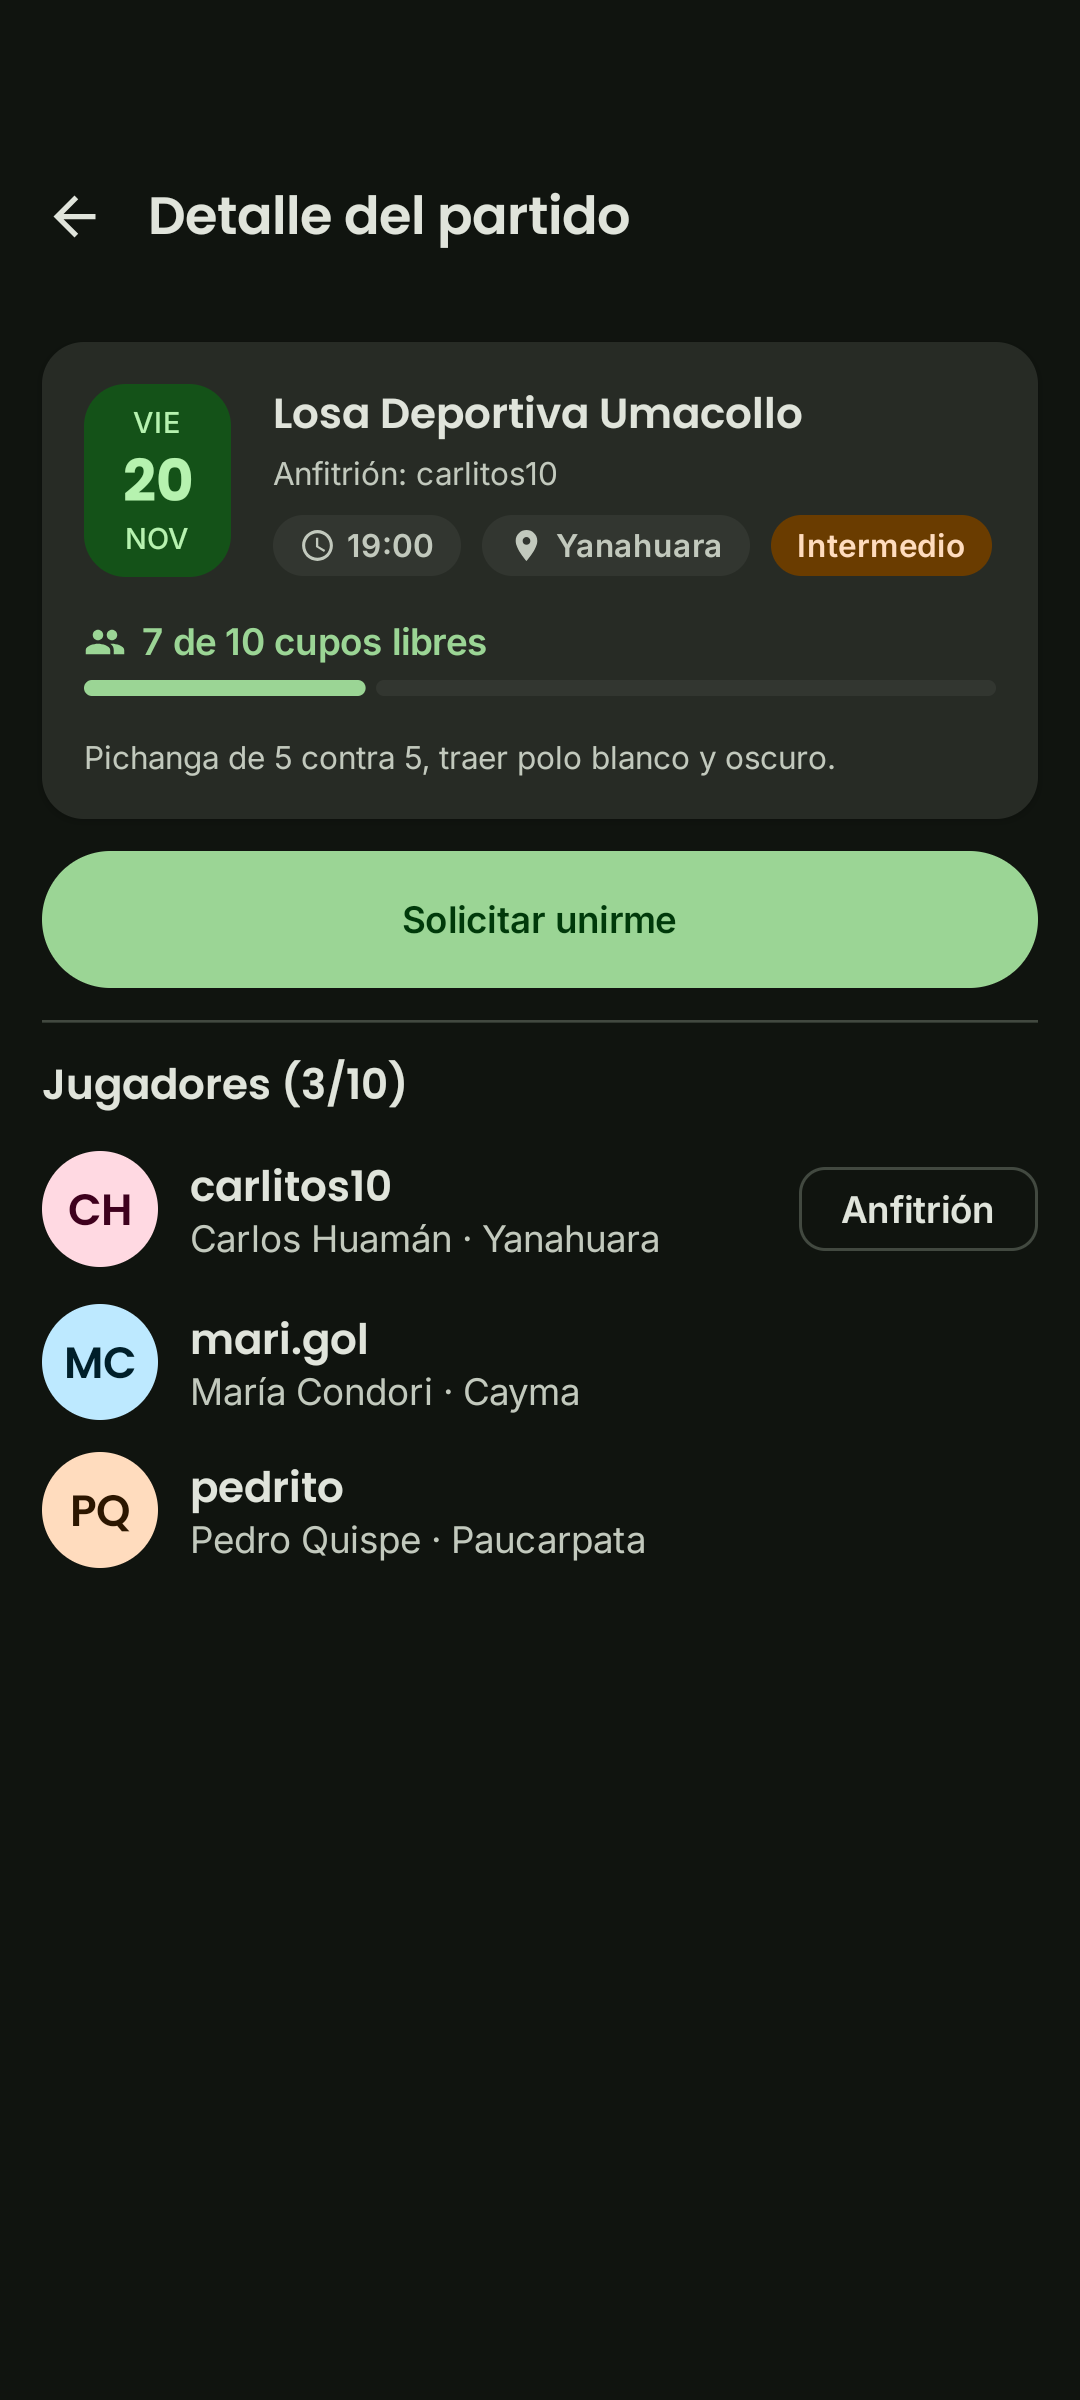 Detalle del partido
VIE
20
NOV
Losa Deportiva Umacollo
Anfitrión: carlitos10
19:00
Yanahuara
Intermedio
7 de 10 cupos libres
Pichanga de 5 contra 5, traer polo blanco y oscuro.
Solicitar unirme
Jugadores (3/10)
CH
carlitos10
Carlos Huamán · Yanahuara
Anfitrión
MC
mari.gol
María Condori · Cayma
PQ
pedrito
Pedro Quispe · Paucarpata